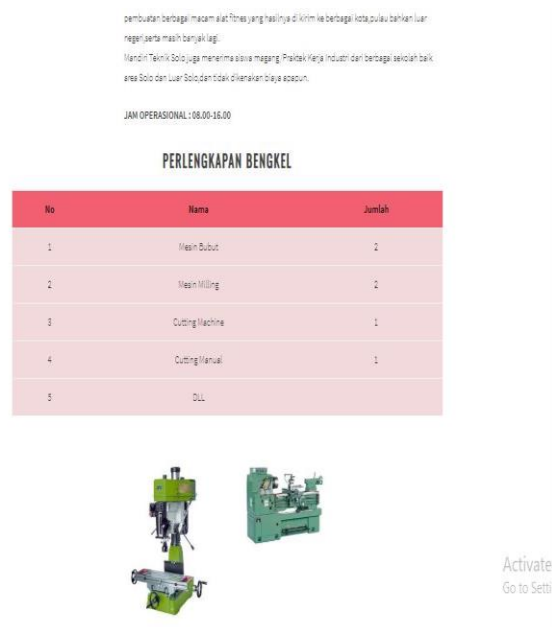 pembuatan berbagai macam alat fitnes yang hasilnya di kirim ke berbagai kota,pulau bahkan luar
negeri,serta masih banyak lagi.
Mandiri Teknik Solo juga menerima siswa magang /Praktek Kerja Industri dari berbagai sekolah baik
area Solo dan Luar Solo,dan tidak dikenakan biaya apapun.
JAM OPERASIONAL : 08.00-16.00
PERLENGKAPAN BENGKEL
No Nama Jumlah
1 Mesin Bubut 2
2 Mesin Milling 2
3 Cutting Machine 1
4 Cutting Manual 1
5 DLL
Activate
Go to Setti